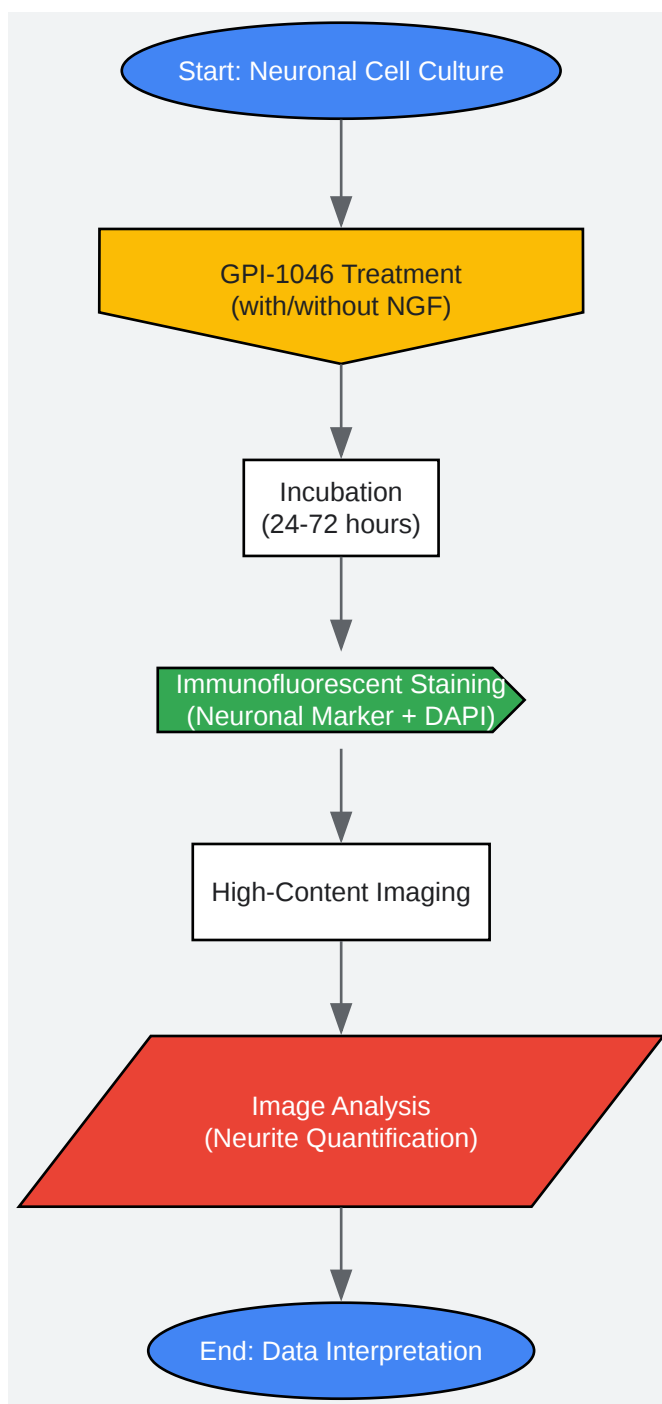 Start: Neuronal Cell Culture
GPI-1046 Treatment
(with/without NGF)
Incubation
(24-72 hours)
Immunofluorescent Staining
(Neuronal Marker + DAPI)
High-Content Imaging
Image Analysis
(Neurite Quantification)
End: Data Interpretation